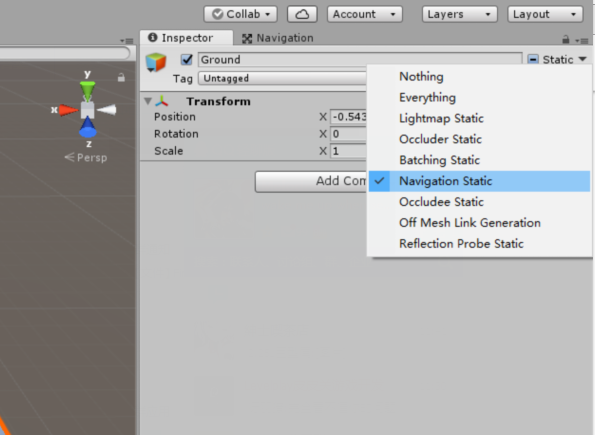 Collab Account Layers Layout
Inspector Navigation
Ground Static
Tag Untagged
Nothing
Everything
Lightmap Static
Occluder Static
Batching Static
Navigation Static
Occludee Static
Off Mesh Link Generation
Reflection Probe Static
Transform
Position X -0.543
Rotation X 0
Scale X 1
Add Com
y
x
z
Persp